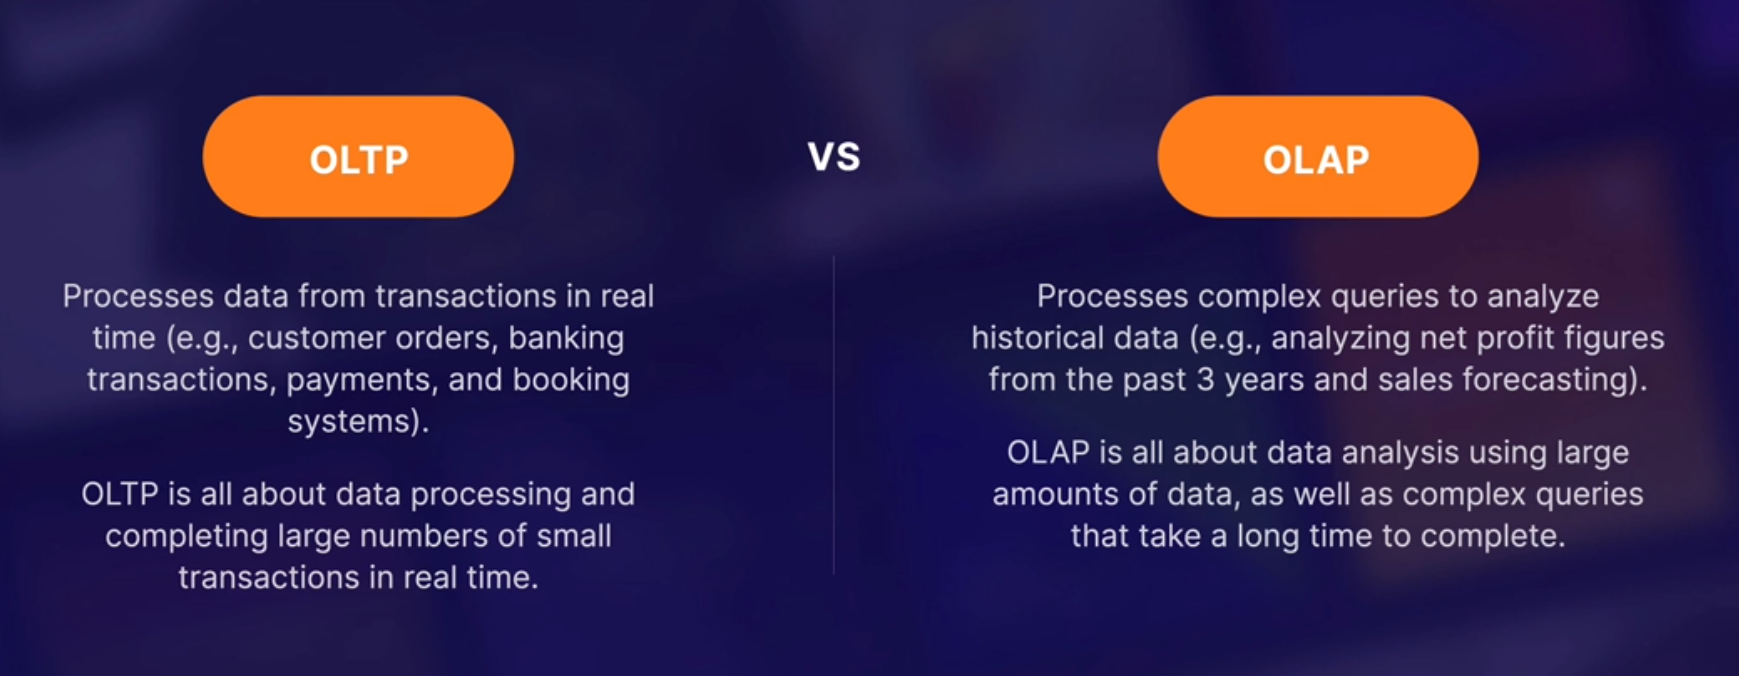 OLTP
VS
OLAP
Processes data from transactions in real
time (e.g., customer orders, banking
transactions, payments, and booking
systems).
OLTP is all about data processing and
completing large numbers of small
transactions in real time.
Processes complex queries to analyze
historical data (e.g., analyzing net profit figures
from the past 3 years and sales forecasting).
OLAP is all about data analysis using large
amounts of data, as well as complex queries
that take a long time to complete.